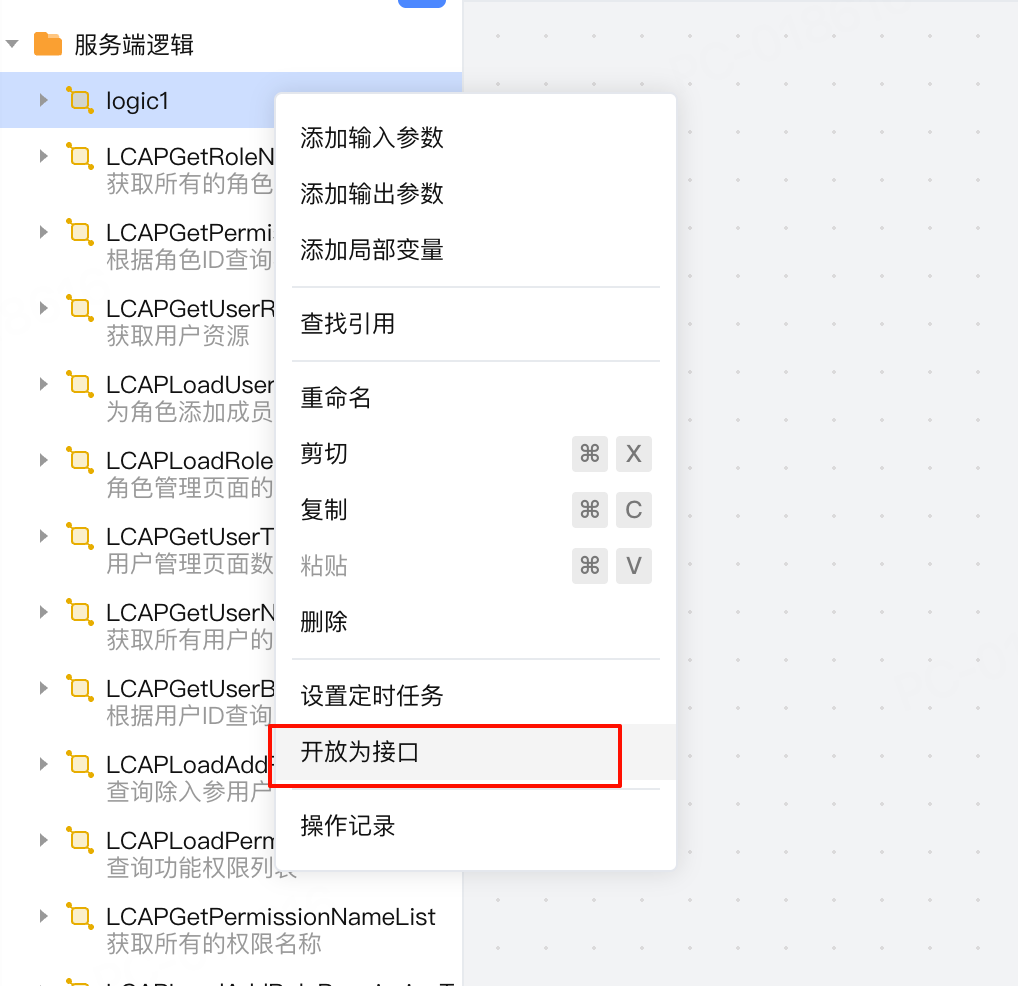 服务端逻辑
logic1
LCAPGetRoleN
获取所有的角色
LCAPGetPermi
根据角色ID查询
LCAPGetUserR
获取用户资源
LCAPLoadUser
为角色添加成员
LCAPLoadRole
角色管理页面的
LCAPGetUserT
用户管理页面数
LCAPGetUserN
获取所有用户的
LCAPGetUserB
根据用户ID查询
LCAPLoadAdd
查询除入参用户
LCAPLoadPerm
查询功能权限列表
LCAPGetPermissionNameList
获取所有的权限名称
添加输入参数
添加输出参数
添加局部变量
查找引用
重命名
剪切 ⌘ X
复制 ⌘ C
粘贴 ⌘ V
删除
设置定时任务
开放为接口
操作记录